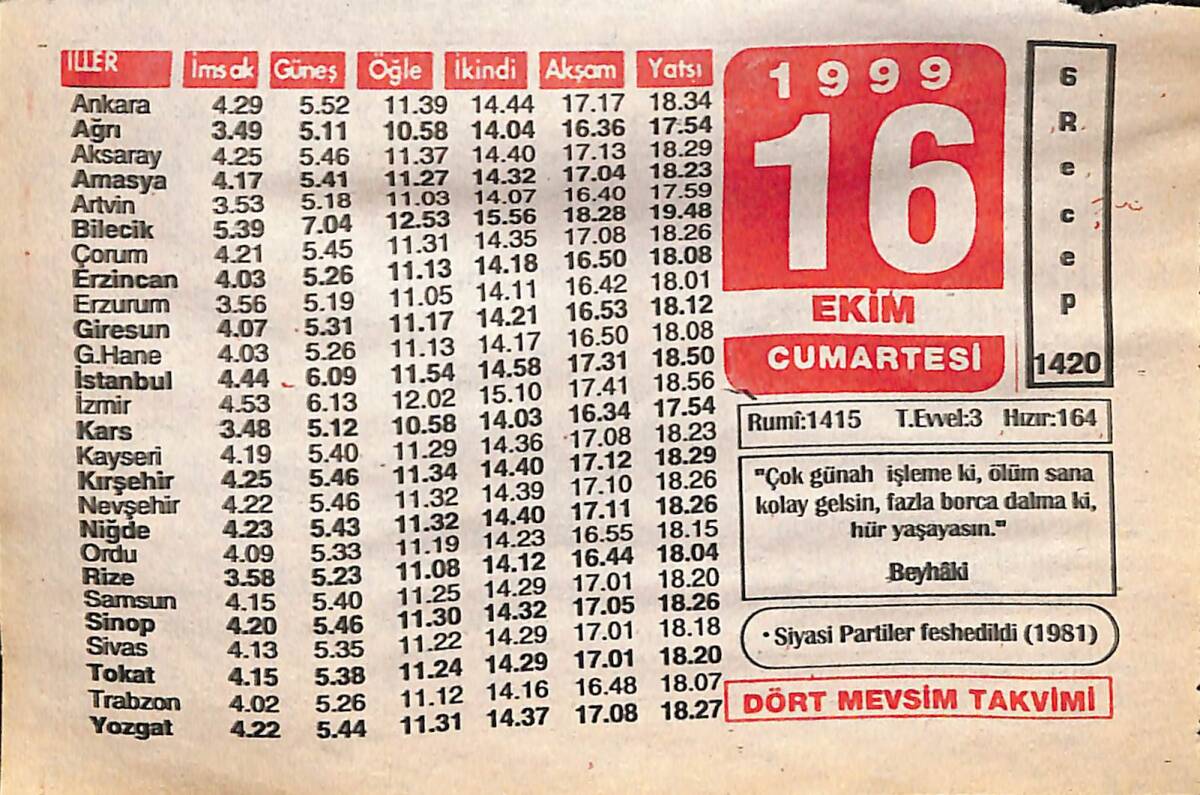 İLLER İmsak Güneş Öğle İkindi Akşam Yatsı
Ankara 4.29 5.52 11.39 14.44 17.17 18.34
Ağrı 3.49 5.11 10.58 14.04 16.36 17.54
Aksaray 4.25 5.46 11.37 14.40 17.13 18.29
Amasya 4.17 5.41 11.27 14.32 17.04 18.23
Artvin 3.53 5.18 11.03 14.07 16.40 17.59
Bilecik 5.39 7.04 12.53 15.56 18.28 19.48
Çorum 4.21 5.45 11.31 14.35 17.08 18.26
Erzincan 4.03 5.26 11.13 14.18 16.50 18.08
Erzurum 3.56 5.19 11.05 14.11 16.42 18.01
Giresun 4.07 5.31 11.17 14.21 16.53 18.12
G.Hane 4.03 5.26 11.13 14.17 16.50 18.08
İstanbul 4.44 6.09 11.54 14.58 17.31 18.50
İzmir 4.53 6.13 12.02 15.10 17.41 18.56
Kars 3.48 5.12 10.58 14.03 16.34 17.54
Kayseri 4.19 5.40 11.29 14.36 17.08 18.23
Kırşehir 4.25 5.46 11.34 14.40 17.12 18.29
Nevşehir 4.22 5.46 11.32 14.39 17.10 18.26
Niğde 4.23 5.43 11.32 14.40 17.11 18.26
Ordu 4.09 5.33 11.19 14.23 16.55 18.15
Rize 3.58 5.23 11.08 14.12 16.44 18.04
Samsun 4.15 5.40 11.25 14.29 17.01 18.20
Sinop 4.20 5.46 11.30 14.32 17.05 18.26
Sivas 4.13 5.35 11.22 14.29 17.01 18.18
Tokat 4.15 5.38 11.24 14.29 17.01 18.20
Trabzon 4.02 5.26 11.12 14.16 16.48 18.07
Yozgat 4.22 5.44 11.31 14.37 17.08 18.27
1999
16
EKİM
CUMARTESİ
6
R
e
c
e
p
1420
Rumî:1415 T.Evvel:3 Hızır:164
"Çok günah işleme ki, ölüm sana
kolay gelsin, fazla borca dalma ki,
hür yaşayasın."
Beyhâki
• Siyasi Partiler feshedildi (1981)
DÖRT MEVSİM TAKVİMİ